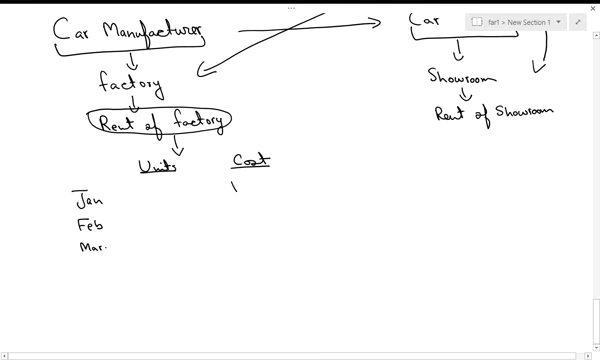 far1 > New Section 1
Car Manufacturer
Car
factory
Showroom
Rent of factory
Rent of Showroom
Units Cost
Jan
Feb
Mar.